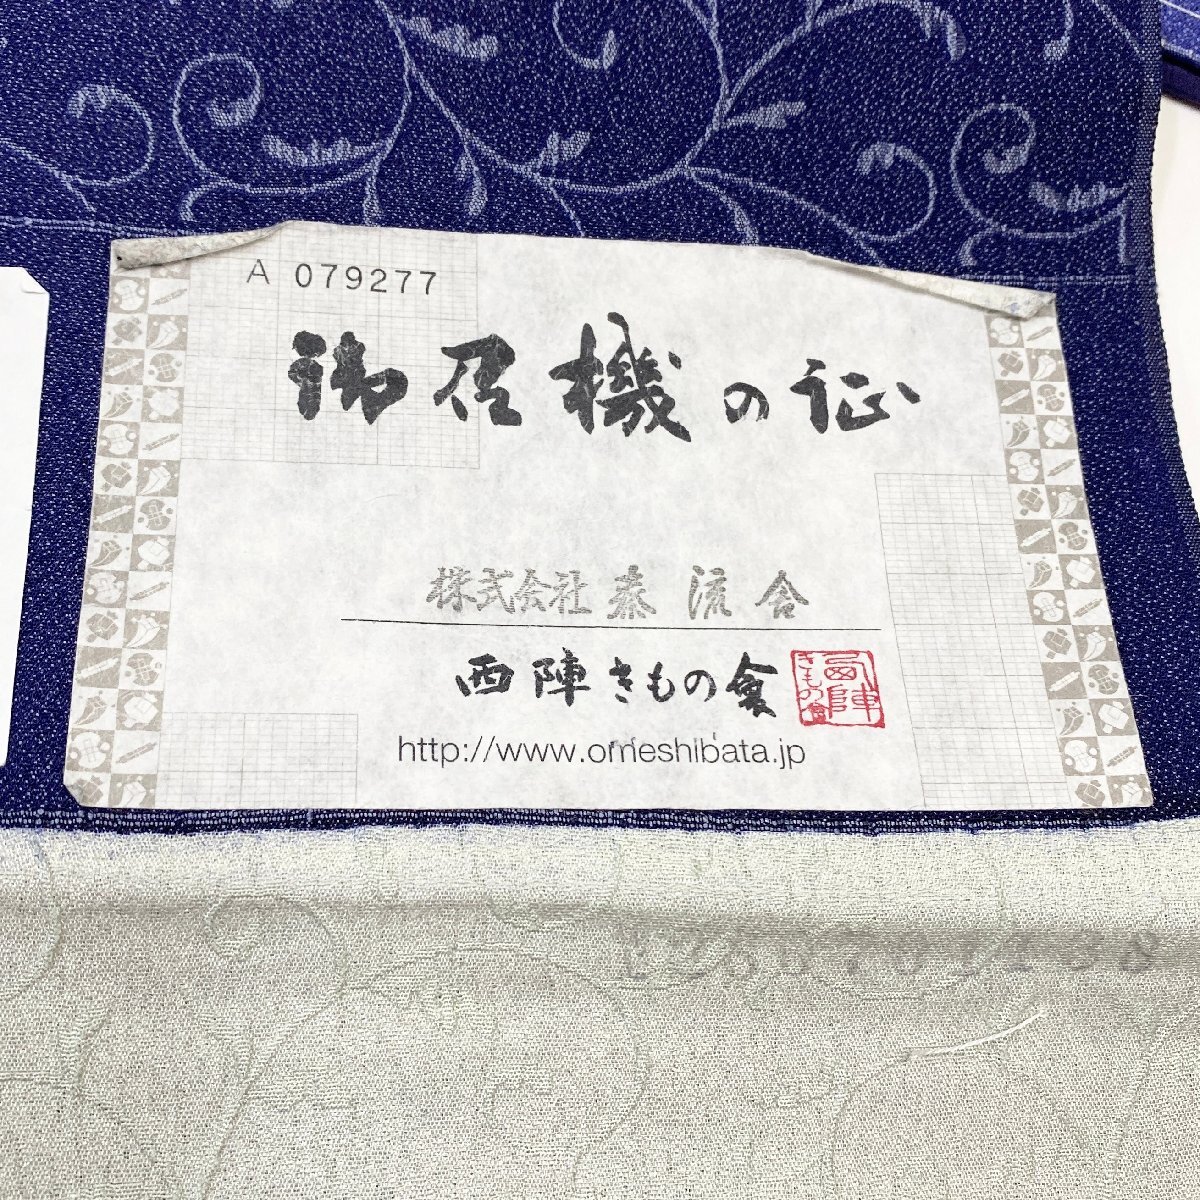 A 079277
御召機の証
株式会社秦流舎
西陣きもの會
西陣きもの會
http://www.omeshibata.jp